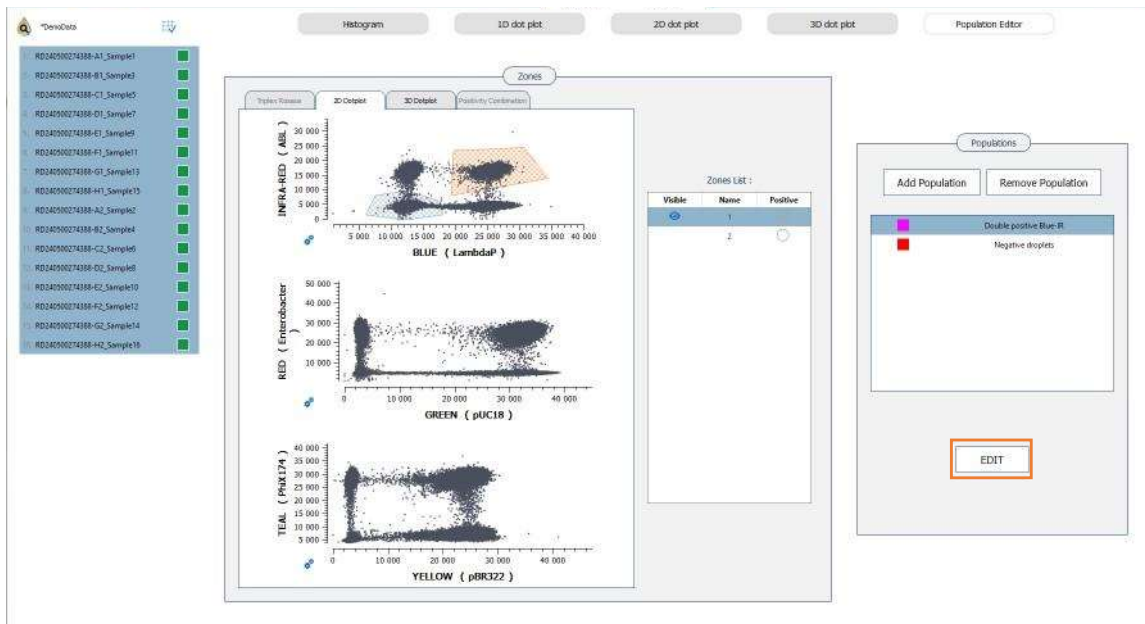 *DemoData
Histogram
1D dot plot
2D dot plot
3D dot plot
Population Editor
RD240500274388-A1_Sample1
RD240500274388-B1_Sample3
RD240500274388-C1_Sample5
RD240500274388-D1_Sample7
RD240500274388-E1_Sample9
RD240500274388-F1_Sample11
RD240500274388-G1_Sample13
RD240500274388-H1_Sample15
RD240500274388-A2_Sample2
RD240500274388-B2_Sample4
RD240500274388-C2_Sample6
RD240500274388-D2_Sample8
RD240500274388-E2_Sample10
RD240500274388-F2_Sample12
RD240500274388-G2_Sample14
RD240500274388-H2_Sample16
Zones
2D Dotplot
3D Dotplot
Positivity Combination
INFRA-RED ( ABL )
30 000
25 000
20 000
15 000
10 000
5 000
0
5 000 10 000 15 000 20 000 25 000 30 000 35 000 40 000
BLUE ( LambdaP )
RED ( Enterobacter )
50 000
40 000
30 000
20 000
10 000
0 10 000 20 000 30 000 40 000
GREEN ( pUC18 )
TEAL ( PhiX174 )
40 000
35 000
30 000
25 000
20 000
15 000
10 000
5 000
0 10 000 20 000 30 000 40 000
YELLOW ( pBR322 )
Zones List :
Visible Name Positive
1
2
Populations
Add Population
Remove Population
Double positive Blue-IR
Negative droplets
EDIT